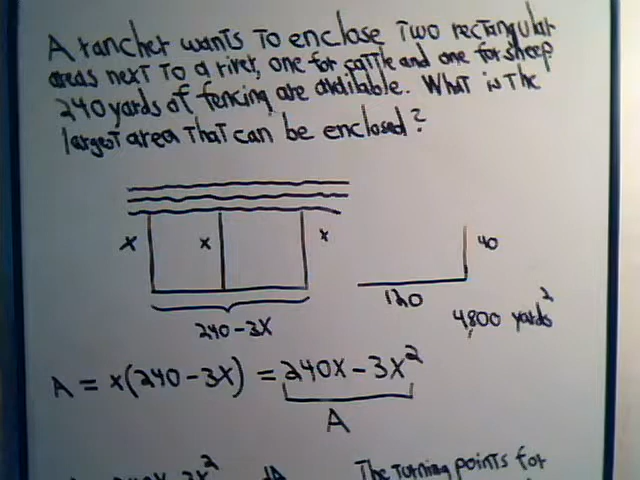 A rancher wants to enclose two rectangular
areas next to a river, one for cattle and one for sheep
240 yards of fencing are available. What is the
largest area that can be enclosed?
x x x 40
120
240-3x 4,800 yards²
A = x(240-3x) = 240x-3x²
A
The turning points for